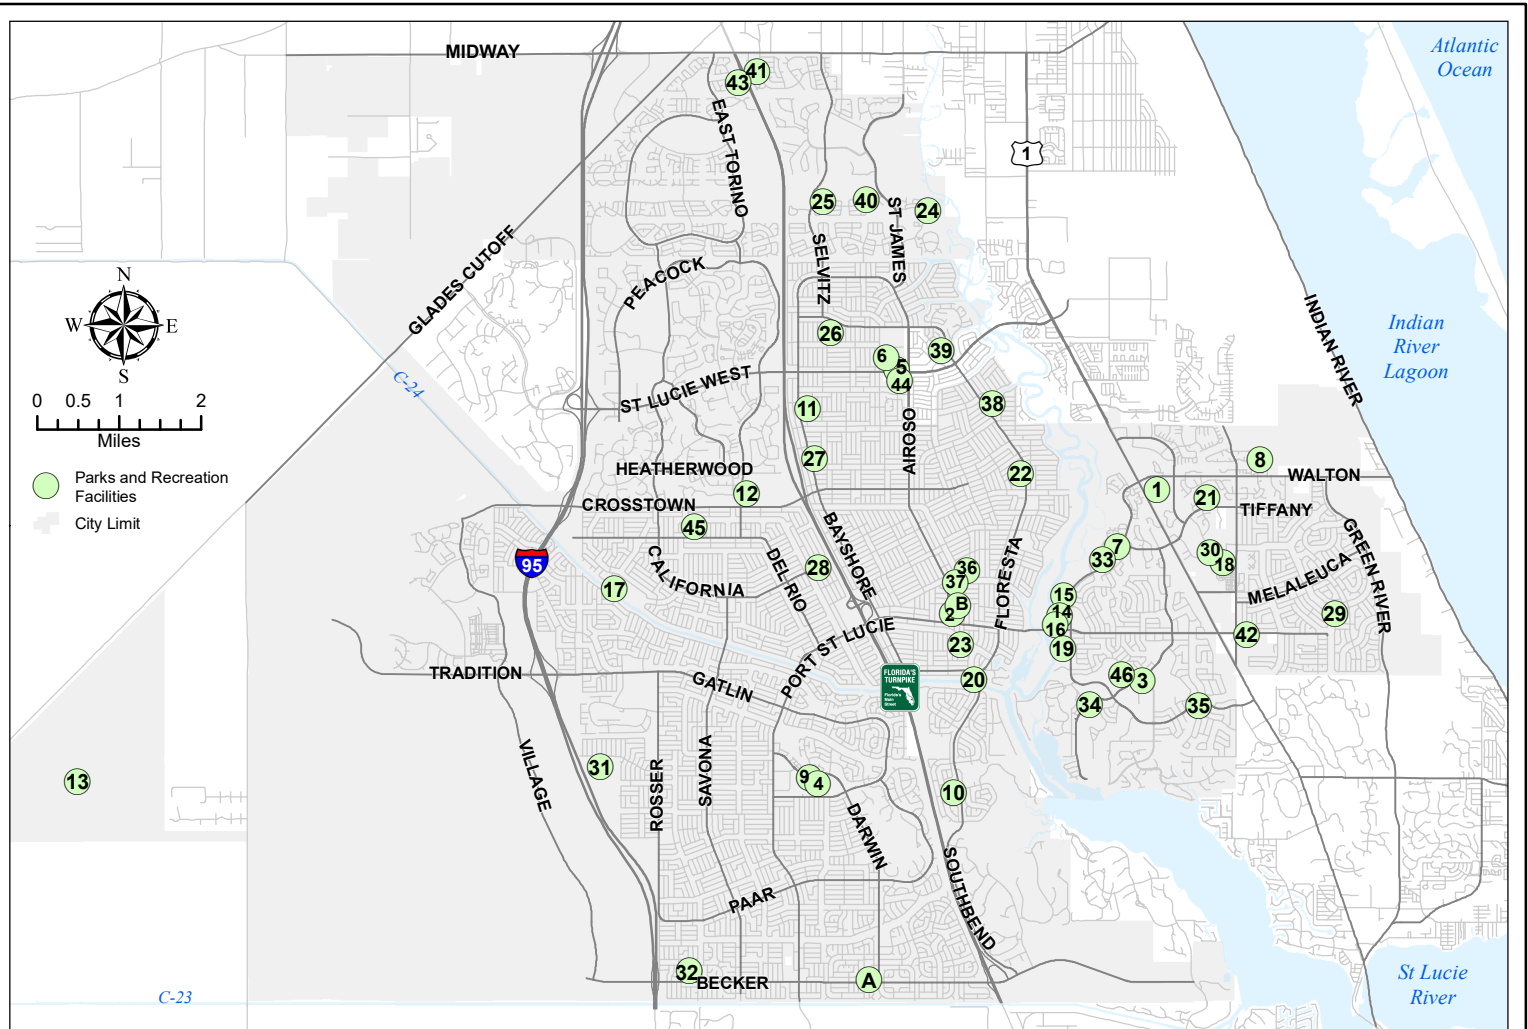 MIDWAY
Atlantic
Ocean
41
43
EAST TORINO
1
25
40
ST JAMES
24
SELVITZ
PEACOCK
GLADES CUTOFF
N
W
E
S
INDIAN RIVER
Indian
River
Lagoon
26
6
5
44
39
C-24
0 0.5 1 2
Miles
ST LUCIE WEST
11
38
AIROSO
Parks and Recreation
Facilities
City Limit
HEATHERWOOD
27
22
8
WALTON
12
CROSSTOWN
1
21
TIFFANY
45
BAYSHORE
GREEN RIVER
95
CALIFORNIA
DEL RIO
28
FLORESTA
7
33
30
18
MELALEUCA
17
36
37
B
2
15
14
16
29
PORT ST LUCIE
23
19
42
TRADITION
GATLIN
FLORIDA'S
TURNPIKE
Florida's
Main
Street
20
46
3
34
35
VILLAGE
31
ROSSER
SAVONA
9
4
10
13
DARWIN
SOUTHBEND
PAAR
32
BECKER
A
C-23
St Lucie
River